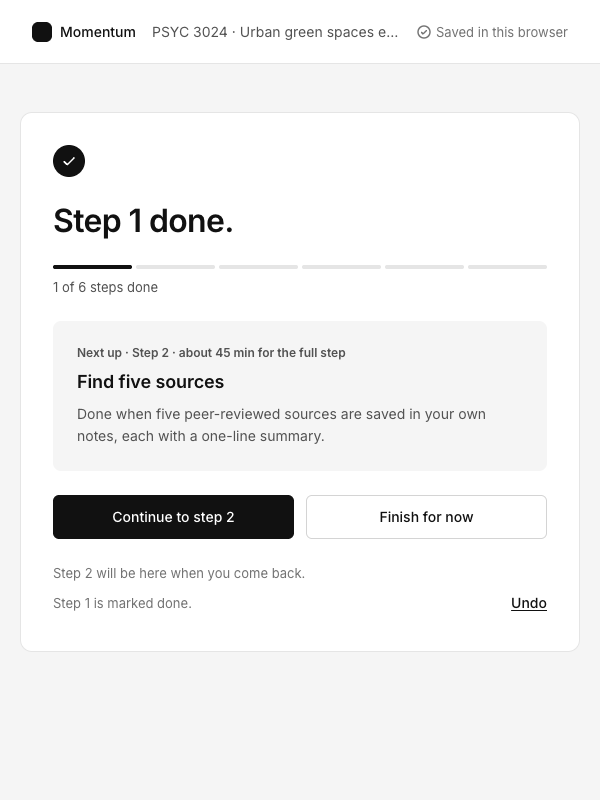 Momentum PSYC 3024 · Urban green spaces e... Saved in this browser
Step 1 done.
1 of 6 steps done
Next up · Step 2 · about 45 min for the full step
Find five sources
Done when five peer-reviewed sources are saved in your own
notes, each with a one-line summary.
Continue to step 2 Finish for now
Step 2 will be here when you come back.
Step 1 is marked done. Undo